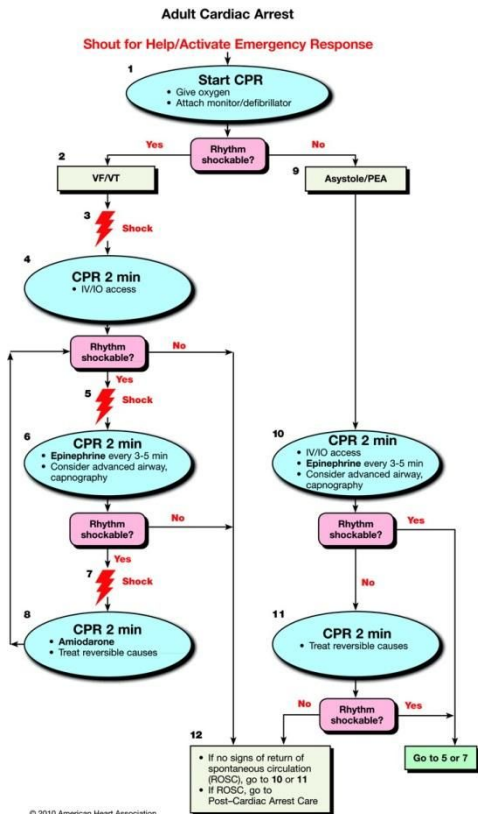 Adult Cardiac Arrest
Shout for Help/Activate Emergency Response
1
Start CPR
• Give oxygen
• Attach monitor/defibrillator
Yes
Rhythm
shockable?
No
2
VF/VT
9
Asystole/PEA
3
Shock
4
CPR 2 min
• IV/IO access
Rhythm
shockable?
No
Yes
5
Shock
6
CPR 2 min
• Epinephrine every 3-5 min
• Consider advanced airway,
capnography
10
CPR 2 min
• IV/IO access
• Epinephrine every 3-5 min
• Consider advanced airway,
capnography
Rhythm
shockable?
No
Rhythm
shockable?
Yes
Yes
7
Shock
No
8
CPR 2 min
• Amiodarone
• Treat reversible causes
11
CPR 2 min
• Treat reversible causes
No
Rhythm
shockable?
Yes
12
• If no signs of return of
spontaneous circulation
(ROSC), go to 10 or 11
• If ROSC, go to
Post–Cardiac Arrest Care
Go to 5 or 7
© 2010 American Heart Association